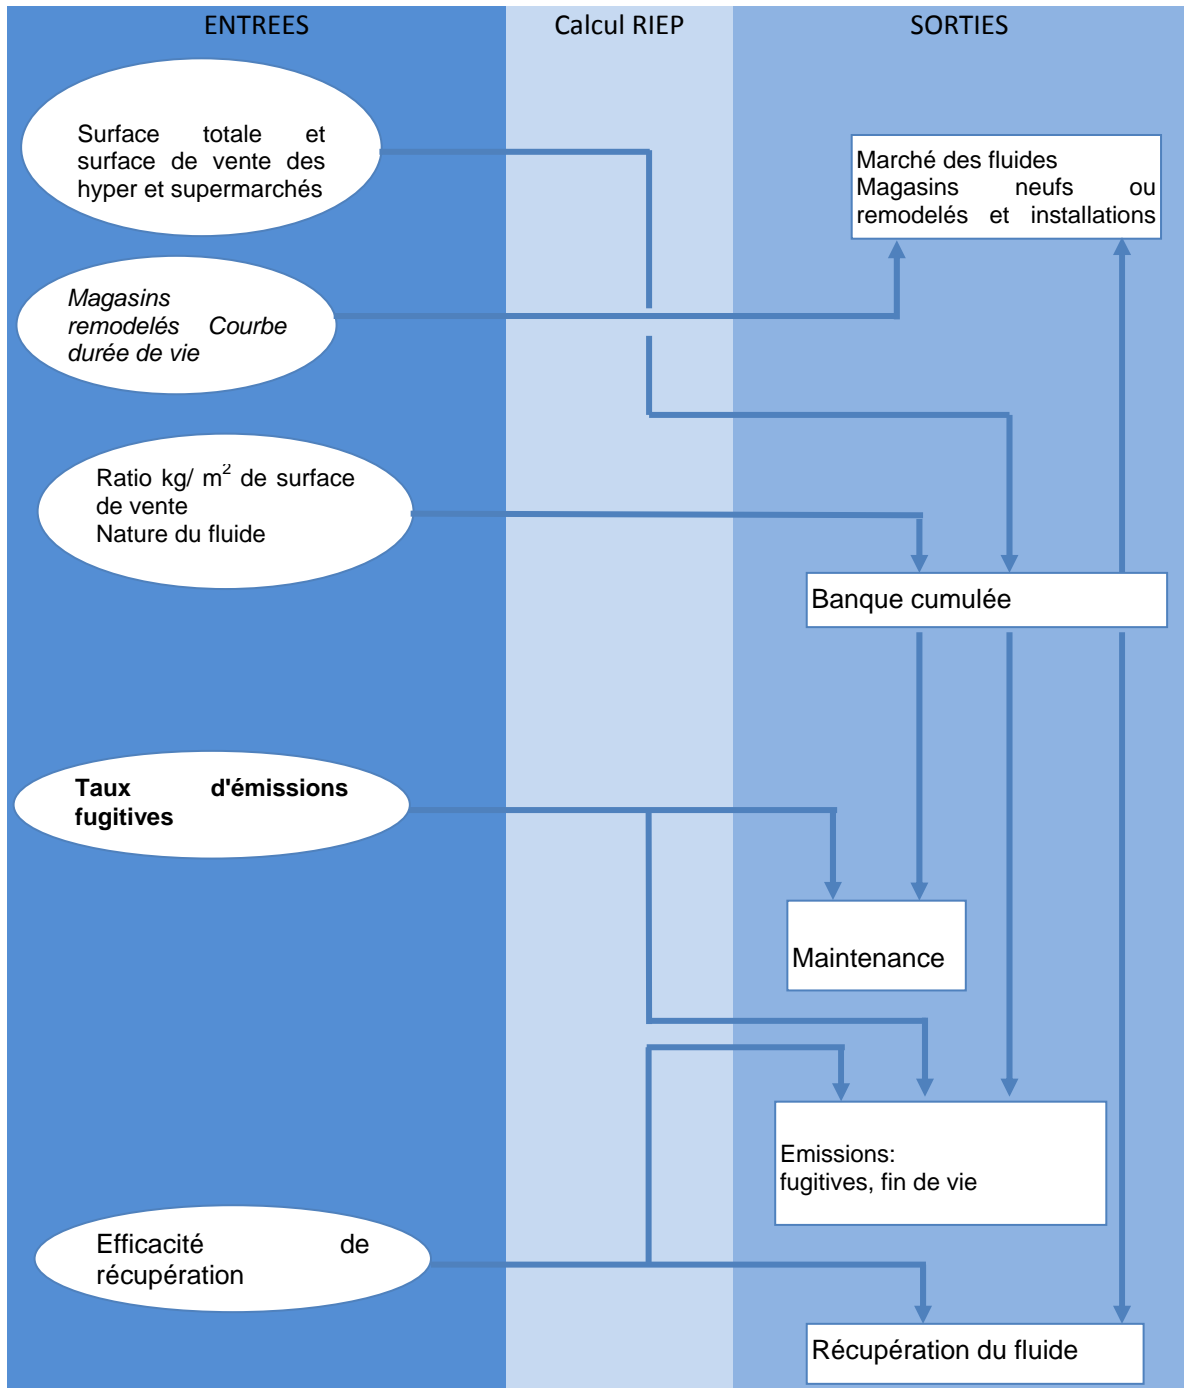 ENTREES
Calcul RIEP
SORTIES
Surface totale et
surface de vente des
hyper et supermarchés
Marché des fluides
Magasins neufs ou
remodelés et installations
Magasins
remodelés Courbe
durée de vie
Ratio kg/ m² de surface
de vente
Nature du fluide
Banque cumulée
Taux d'émissions
fugitives
Maintenance
Emissions:
fugitives, fin de vie
Efficacité de
récupération
Récupération du fluide